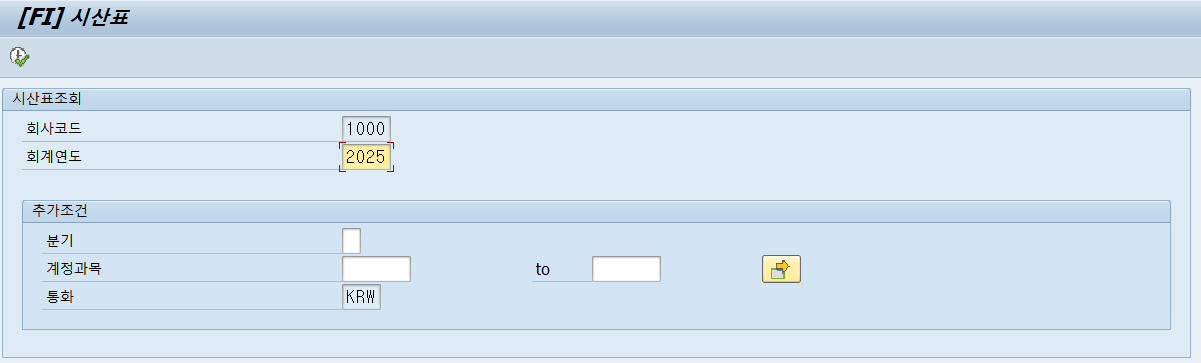 [FI] 시산표
시산표조회
회사코드 1000
회계연도 2025
추가조건
분기
계정과목 to
통화 KRW